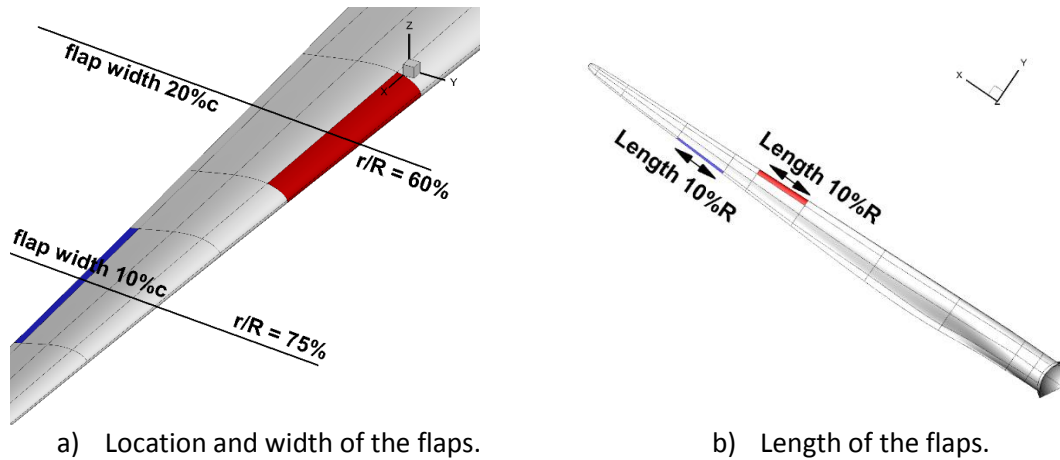 Z
Y
X
flap width 20%c
r/R = 60%
flap width 10%c
r/R = 75%
X
Y
Z
Length 10%R
Length 10%R
a) Location and width of the flaps.
b) Length of the flaps.